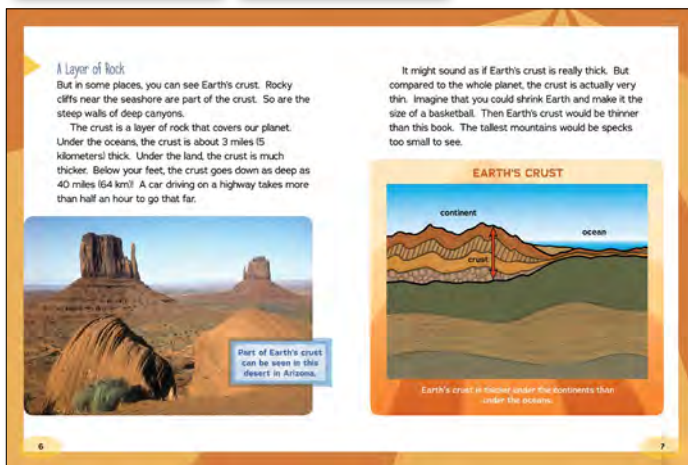 A Layer of Rock
But in some places, you can see Earth's crust. Rocky
cliffs near the seashore are part of the crust. So are the
steep walls of deep canyons.
The crust is a layer of rock that covers our planet.
Under the oceans, the crust is about 3 miles (5
kilometers) thick. Under the land, the crust is much
thicker. Below your feet, the crust goes down as deep as
40 miles (64 km)! A car driving on a highway takes more
than half an hour to go that far.
Part of Earth's crust
can be seen in this
desert in Arizona.
6
It might sound as if Earth's crust is really thick. But
compared to the whole planet, the crust is actually very
thin. Imagine that you could shrink Earth and make it the
size of a basketball. Then Earth's crust would be thinner
than this book. The tallest mountains would be specks
too small to see.
EARTH'S CRUST
continent
ocean
crust
Earth's crust is thicker under the continents than
under the oceans.
7